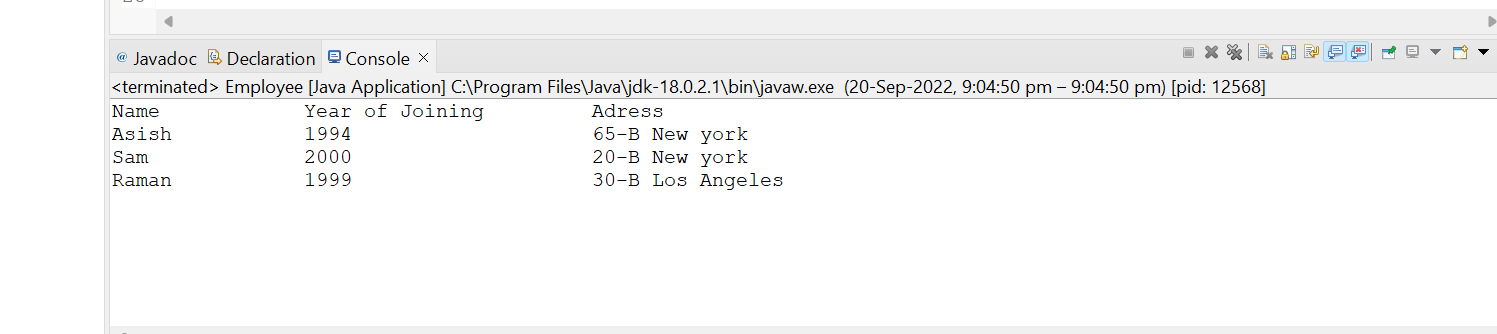 @ Javadoc Declaration Console
<terminated> Employee [Java Application] C:\Program Files\Java\jdk-18.0.2.1\bin\javaw.exe (20-Sep-2022, 9:04:50 pm – 9:04:50 pm) [pid: 12568]
Name Year of Joining Adress
Asish 1994 65-B New york
Sam 2000 20-B New york
Raman 1999 30-B Los Angeles